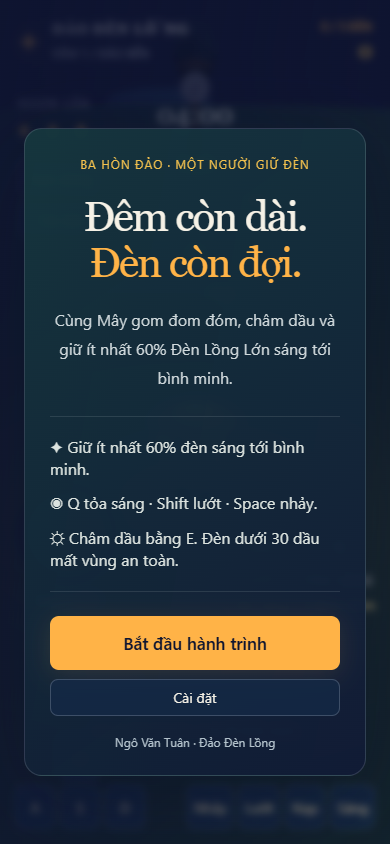 BA HÒN ĐẢO · MỘT NGƯỜI GIỮ ĐÈN
Đêm còn dài.
Đèn còn đợi.
Cùng Mây gom đom đóm, châm dầu và
giữ ít nhất 60% Đèn Lồng Lớn sáng tới
bình minh.
✦ Giữ ít nhất 60% đèn sáng tới bình
minh.
◉ Q tỏa sáng · Shift lướt · Space nhảy.
☼ Châm dầu bằng E. Đèn dưới 30 dầu
mất vùng an toàn.
Bắt đầu hành trình
Cài đặt
Ngô Văn Tuân · Đảo Đèn Lồng